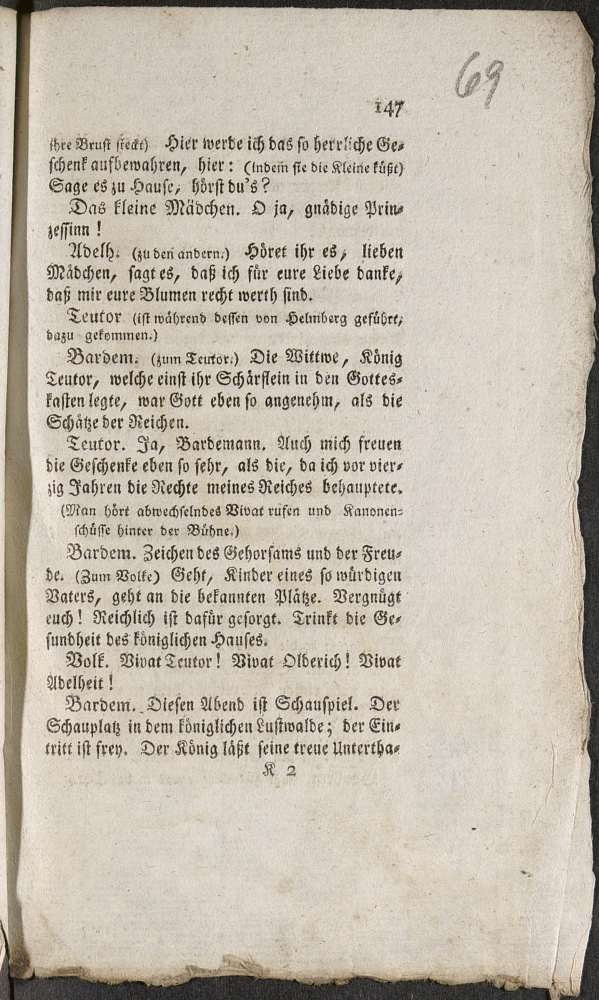 69
147
ihre Brust steckt) Hier werde ich das so herrliche Ge-
schenk aufbewahren, hier: (indem sie die Kleine küßt)
Sage es zu Hause, hörst du's?
Das kleine Mädchen. O ja, gnädige Prin-
zessinn!
Adelh. (zu den andern.) Höret ihr es, lieben
Mädchen, sagt es, daß ich für eure Liebe danke,
daß mir eure Blumen recht werth sind.
Teutor (ist während dessen von Helmberg geführt,
dazu gekommen.)
Bardem. (zum Teutor.) Die Wittwe, König
Teutor, welche einst ihr Schärflein in den Gottes-
kasten legte, war Gott eben so angenehm, als die
Schätze der Reichen.
Teutor. Ja, Bardemann. Auch mich freuen
die Geschenke eben so sehr, als die, da ich vor vier-
zig Jahren die Rechte meines Reiches behauptete.
(Man hört abwechselndes Vivat rufen und Kanonen-
schüsse hinter der Bühne.)
Bardem. Zeichen des Gehorsams und der Freu-
de. (Zum Volke) Geht, Kinder eines so würdigen
Vaters, geht an die bekannten Plätze. Vergnügt
euch! Reichlich ist dafür gesorgt. Trinkt die Ge-
sundheit des königlichen Hauses.
Volk. Vivat Teutor! Vivat Olderich! Vivat
Adelheit!
Bardem. Diesen Abend ist Schauspiel. Der
Schauplatz in dem königlichen Lustwalde; der Ein-
tritt ist frey. Der König läßt seine treue Untertha-
K 2